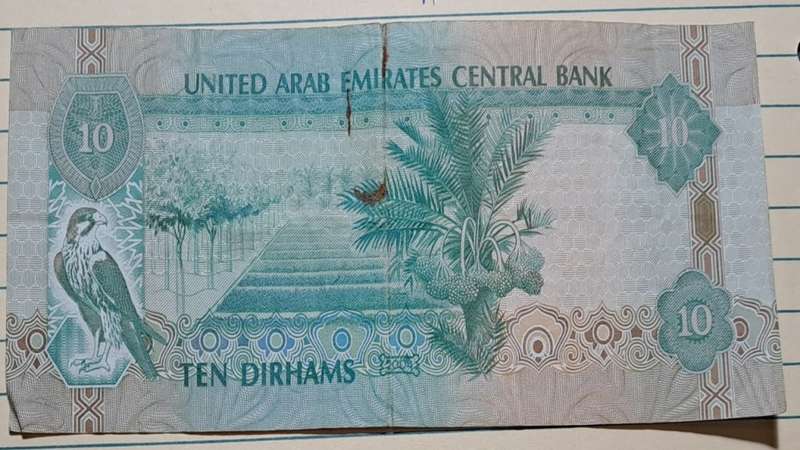 UNITED ARAB EMIRATES CENTRAL BANK
10
10
10
TEN DIRHAMS